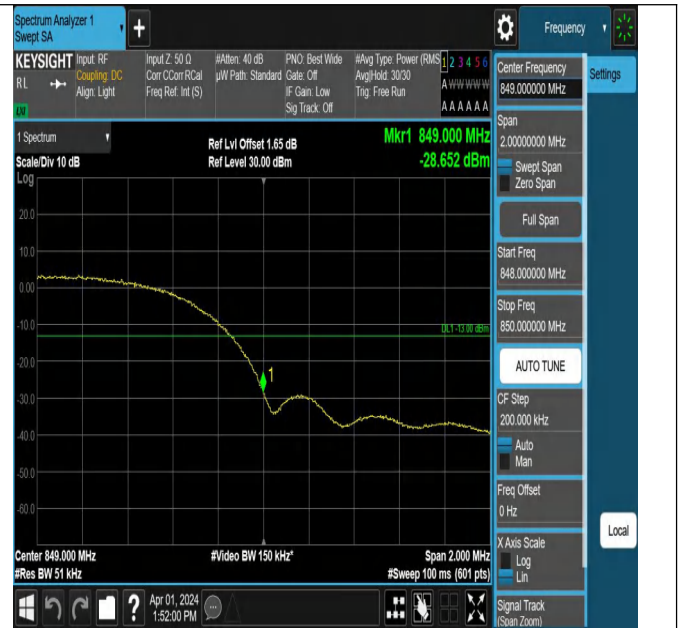 Spectrum Analyzer 1
Swept SA
Frequency
KEYSIGHT
RL
Input: RF
Coupling: DC
Align: Light
Input Z: 50 Ω
Corr CCorr RCal
Freq Ref: Int (S)
#Atten: 40 dB
µW Path: Standard
PNO: Best Wide
Gate: Off
IF Gain: Low
Sig Track: Off
#Avg Type: Power (RMS
Avg|Hold: 30/30
Trig: Free Run
1 2 3 4 5 6
A W W W W W
A A A A A A
1 Spectrum
Scale/Div 10 dB
Log
Ref Lvl Offset 1.65 dB
Ref Level 30.00 dBm
Mkr1 849.000 MHz
-28.652 dBm
20.0
10.0
0.00
-10.0
-20.0
-30.0
-40.0
-50.0
-60.0
DL1 -13.00 dBm
1
Center 849.000 MHz
#Res BW 51 kHz
#Video BW 150 kHz*
Span 2.000 MHz
#Sweep 100 ms (601 pts)
Apr 01, 2024
1:52:00 PM
Center Frequency
849.000000 MHz
Settings
Span
2.00000000 MHz
Swept Span
Zero Span
Full Span
Start Freq
848.000000 MHz
Stop Freq
850.000000 MHz
AUTO TUNE
CF Step
200.000 kHz
Auto
Man
Freq Offset
0 Hz
X Axis Scale
Log
Lin
Local
Signal Track
(Span Zoom)